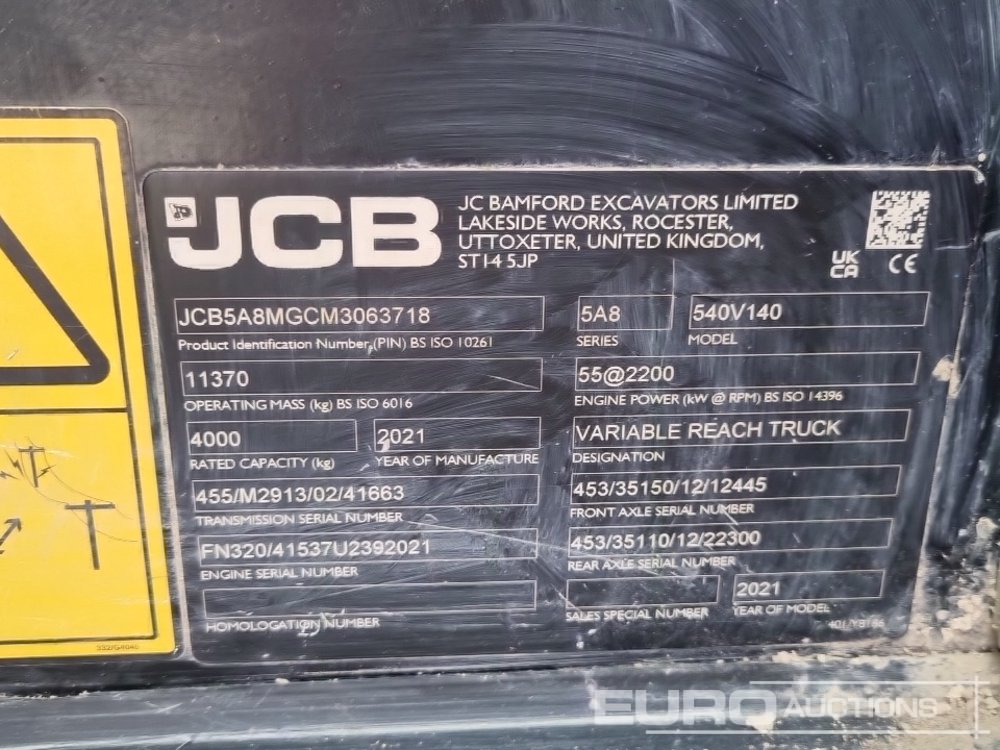 JCB
JC BAMFORD EXCAVATORS LIMITED
LAKESIDE WORKS, ROCESTER,
UTTOXETER, UNITED KINGDOM,
ST14 5JP
UK
CA
CE
JCB5A8MGCM3063718
Product Identification Number,(PIN) BS ISO 10261
5A8
SERIES
540V140
MODEL
11370
OPERATING MASS (kg) BS ISO 6016
55@2200
ENGINE POWER (kW @ RPM) BS ISO 14396
4000
RATED CAPACITY (kg)
2021
YEAR OF MANUFACTURE
VARIABLE REACH TRUCK
DESIGNATION
455/M2913/02/41663
TRANSMISSION SERIAL NUMBER
453/35150/12/12445
FRONT AXLE SERIAL NUMBER
FN320/41537U2392021
ENGINE SERIAL NUMBER
453/35110/12/22300
REAR AXLE SERIAL NUMBER
HOMOLOGATION NUMBER
SALES SPECIAL NUMBER
2021
YEAR OF MODEL
EURO AUCTIONS